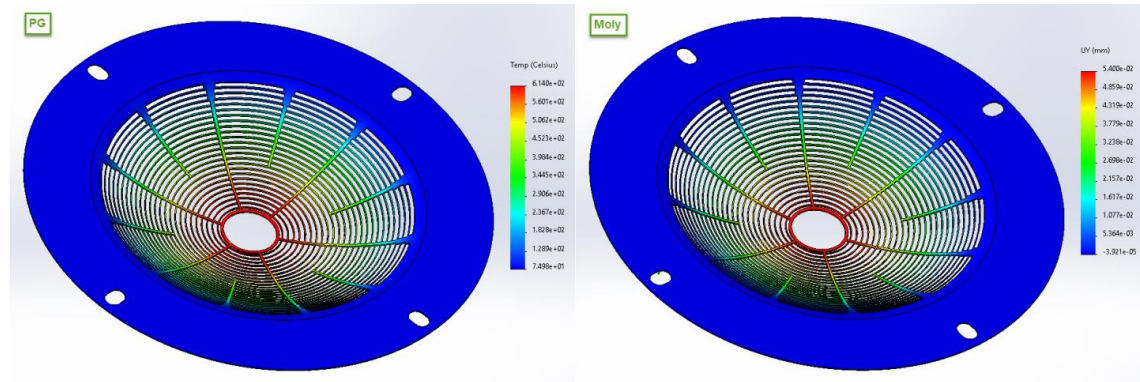 PG
Temp (Celsius)
6.140e+02
5.601e+02
5.062e+02
4.523e+02
3.984e+02
3.445e+02
2.906e+02
2.367e+02
1.828e+02
1.289e+02
7.498e+01
Moly
UY (mm)
5.400e-02
4.859e-02
4.319e-02
3.779e-02
3.238e-02
2.698e-02
2.157e-02
1.617e-02
1.077e-02
5.364e-03
-3.921e-05